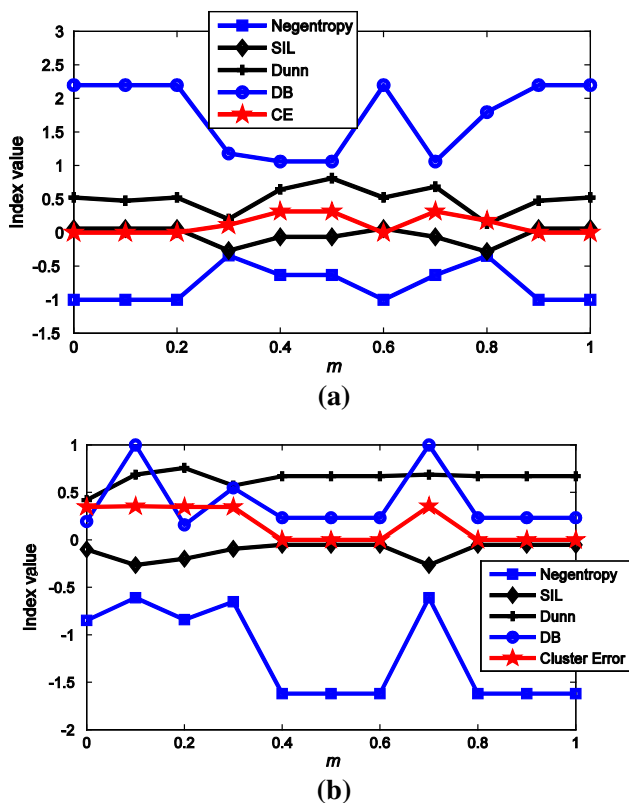 3
2.5
2
1.5
1
0.5
0
-0.5
-1
-1.5
Index value
0
0.2
0.4
0.6
0.8
1
m
Negentropy
SIL
Dunn
DB
CE
(a)
1
0.5
0
-0.5
-1
-1.5
-2
Index value
0
0.2
0.4
0.6
0.8
1
m
Negentropy
SIL
Dunn
DB
Cluster Error
(b)